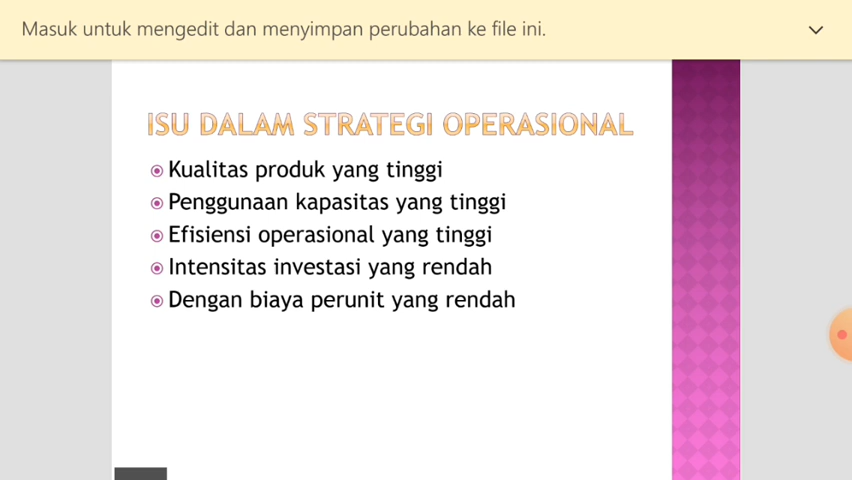 Masuk untuk mengedit dan menyimpan perubahan ke file ini.
ISU DALAM STRATEGI OPERASIONAL
Kualitas produk yang tinggi
Penggunaan kapasitas yang tinggi
Efisiensi operasional yang tinggi
Intensitas investasi yang rendah
Dengan biaya perunit yang rendah